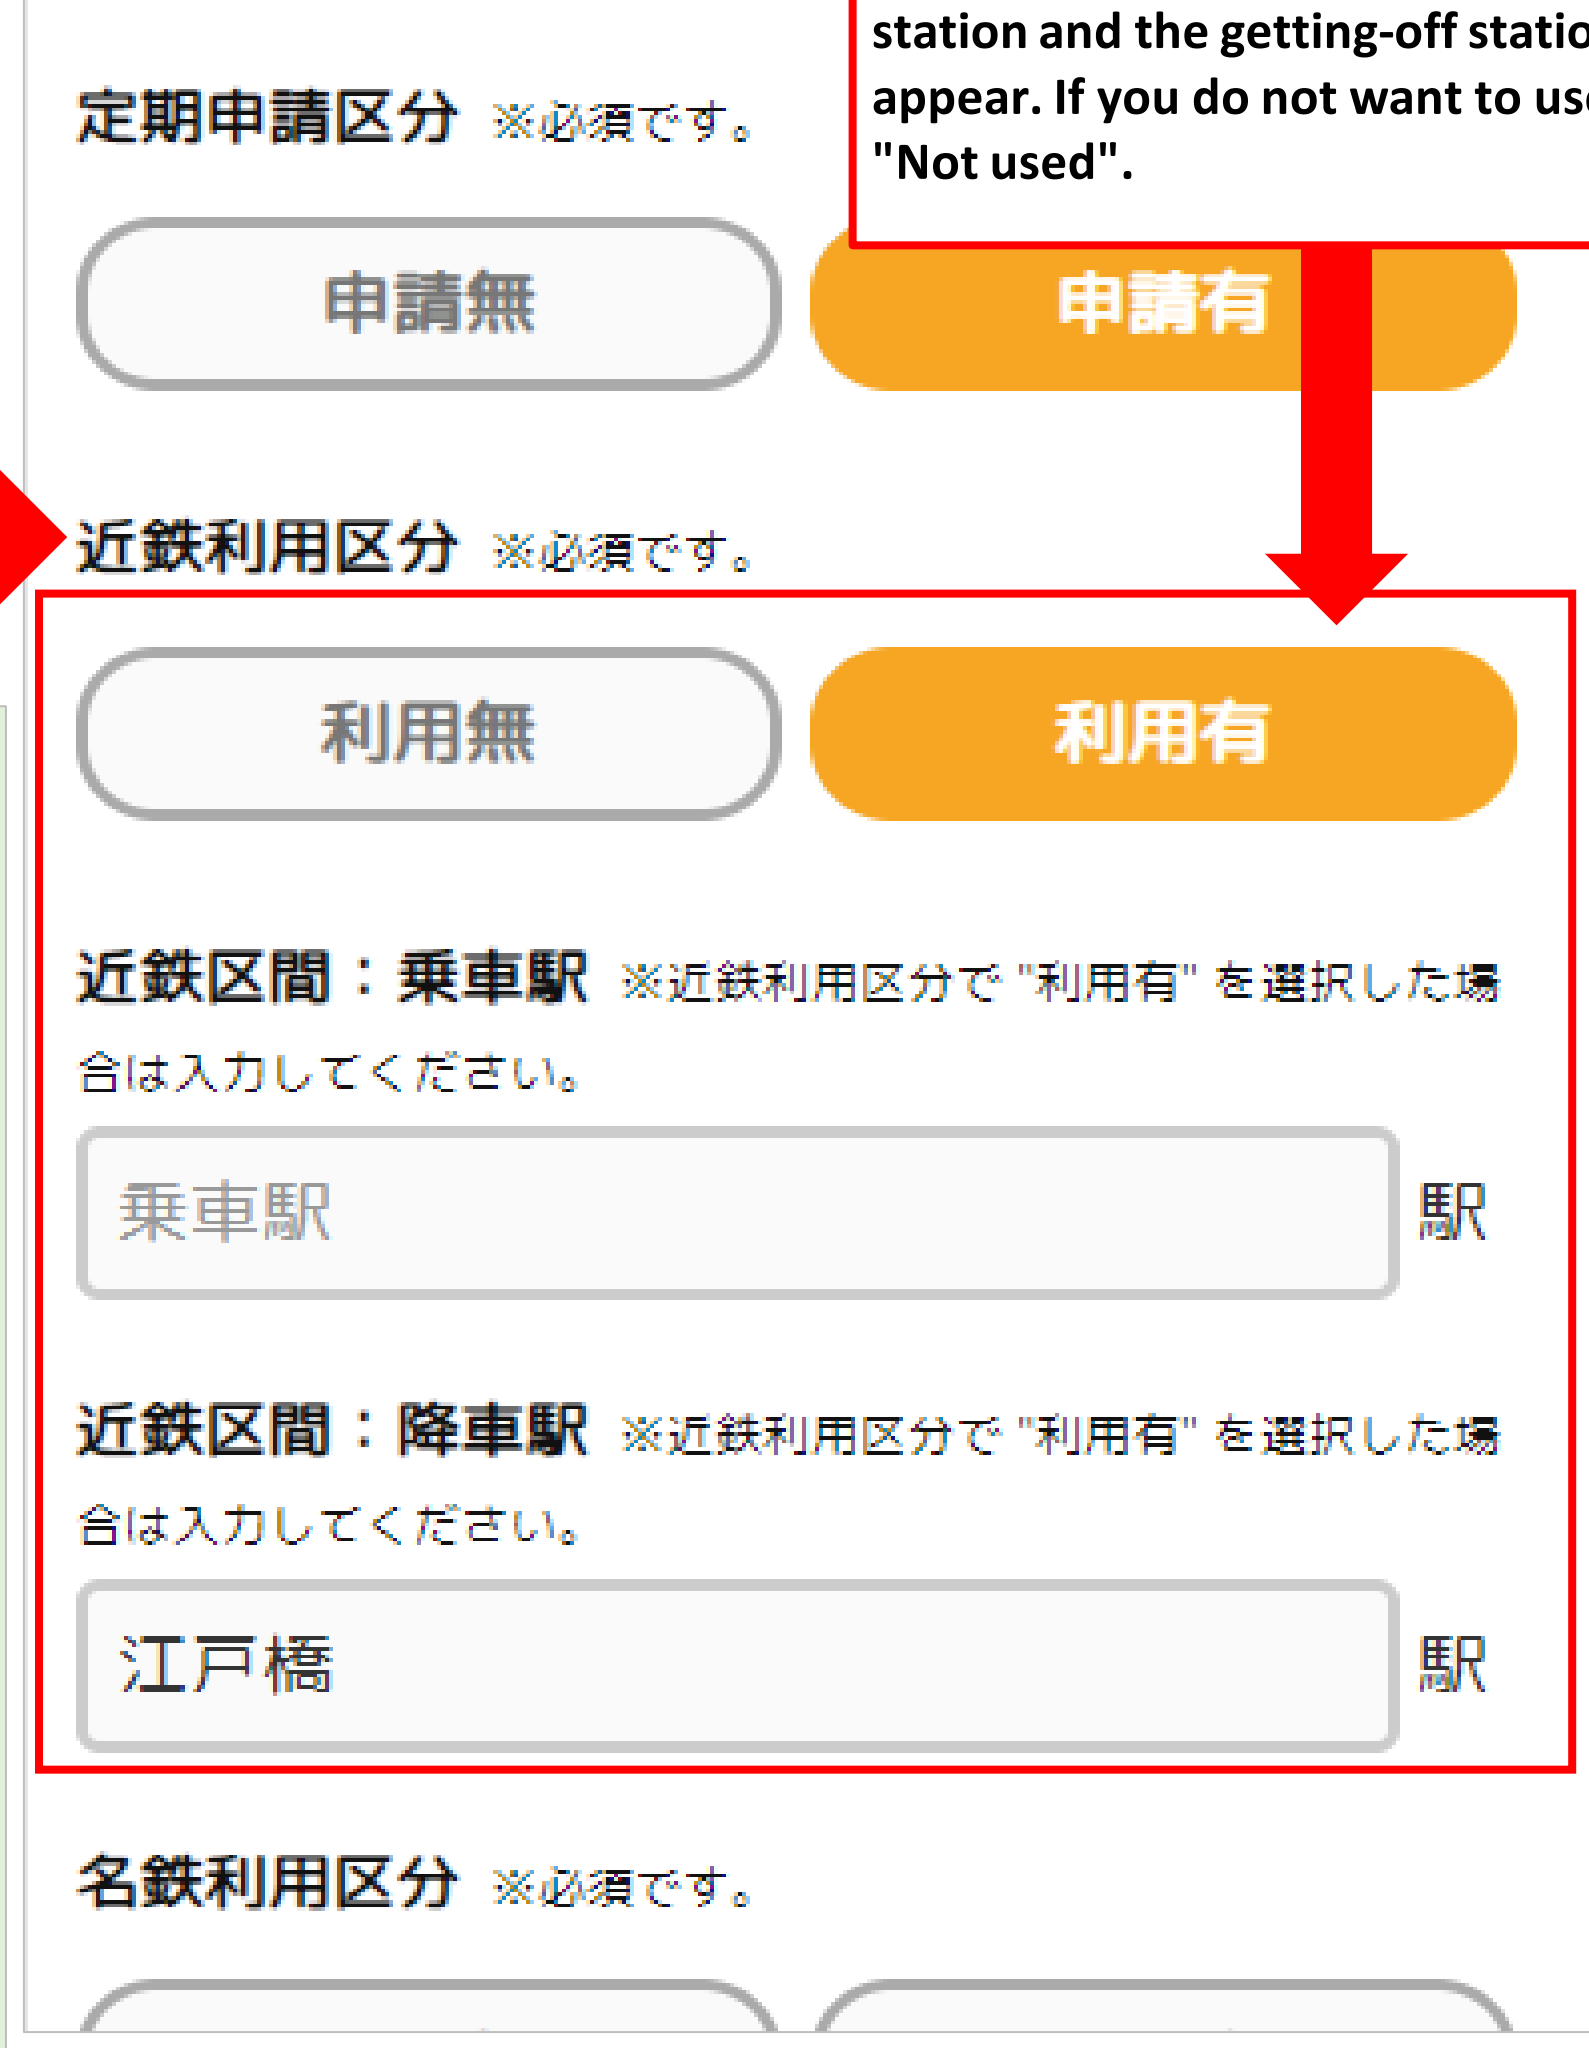 station and the getting-off statio
appear. If you do not want to us
"Not used".
定期申請区分 ※必須です。
申請無
申請有
近鉄利用区分 ※必須です。
利用無
利用有
近鉄区間：乗車駅 ※近鉄利用区分で "利用有" を選択した場
合は入力してください。
乗車駅
駅
近鉄区間：降車駅 ※近鉄利用区分で "利用有" を選択した場
合は入力してください。
江戸橋
駅
名鉄利用区分 ※必須です。